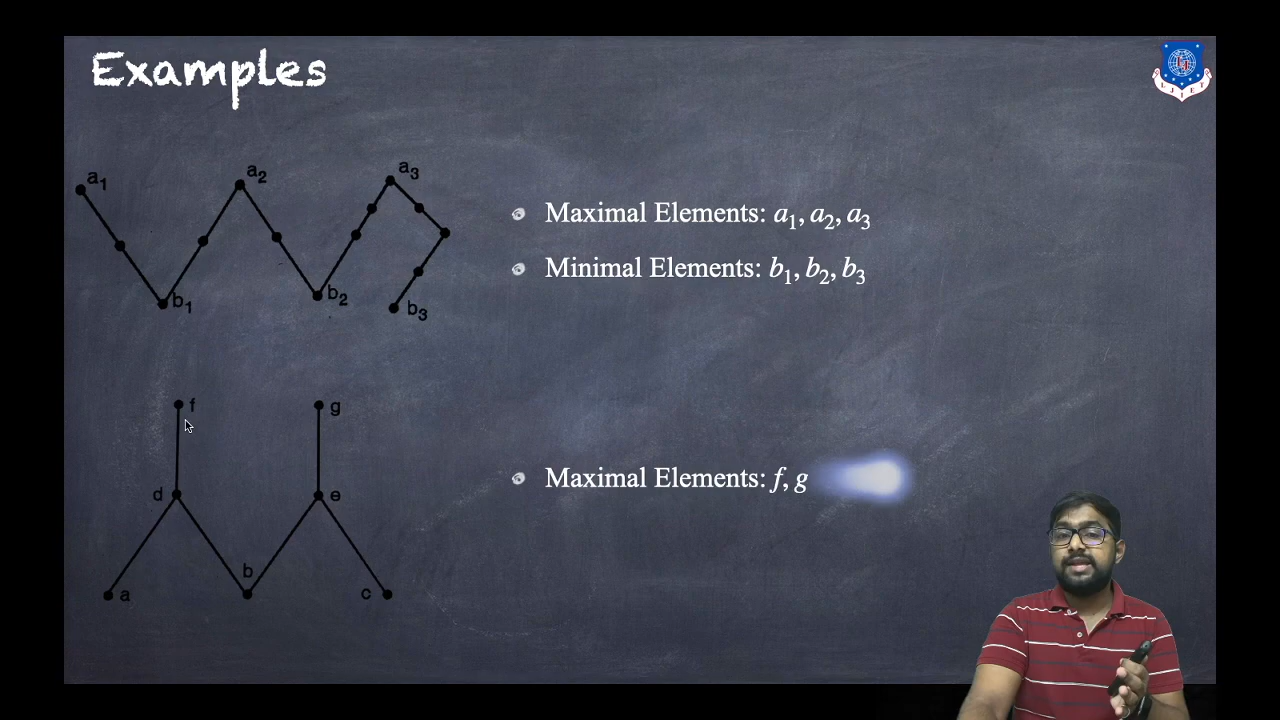 Examples
a1
a2
a3
b1
b2
b3
Maximal Elements: a1, a2, a3
Minimal Elements: b1, b2, b3
f
g
d
e
b
a
c
Maximal Elements: f, g